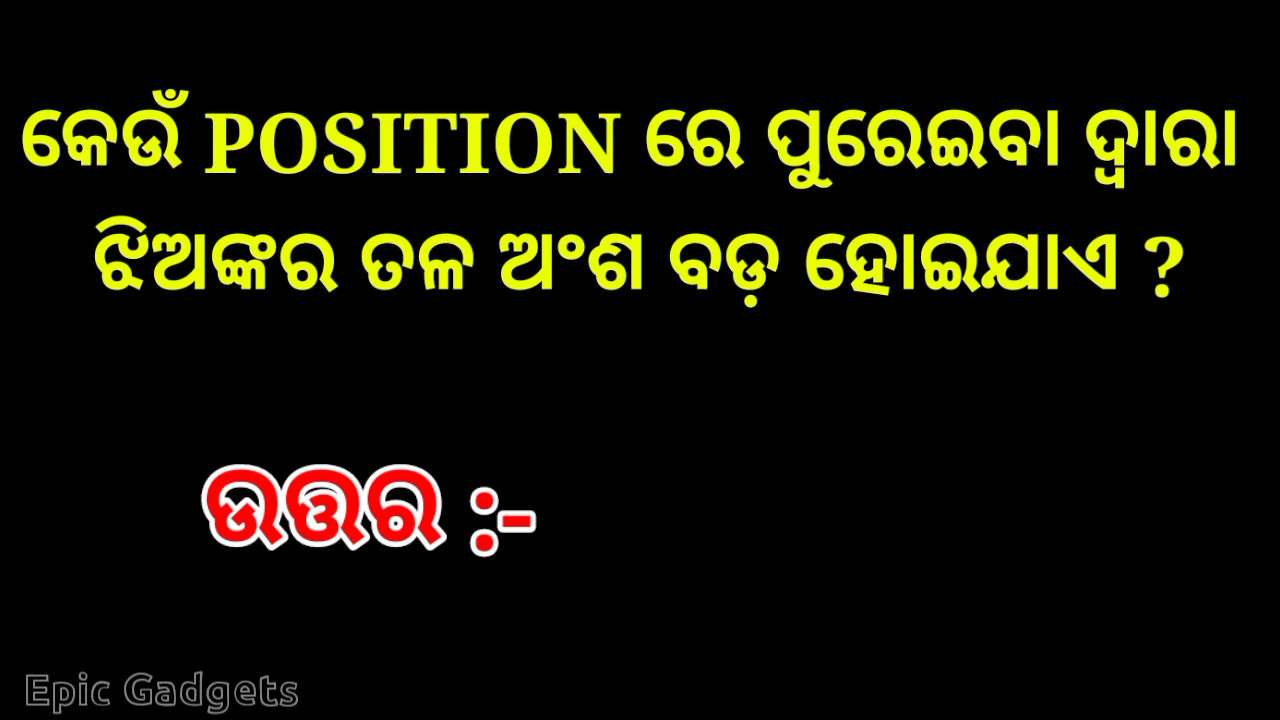 କେଉଁ POSITION ରେ ପୁରେଇବା ଦ୍ଵାରା
ଝିଅଙ୍କର ତଳ ଅଂଶ ବଡ଼ ହୋଇଯାଏ ?
ଉତ୍ତର :-
Epic Gadgets